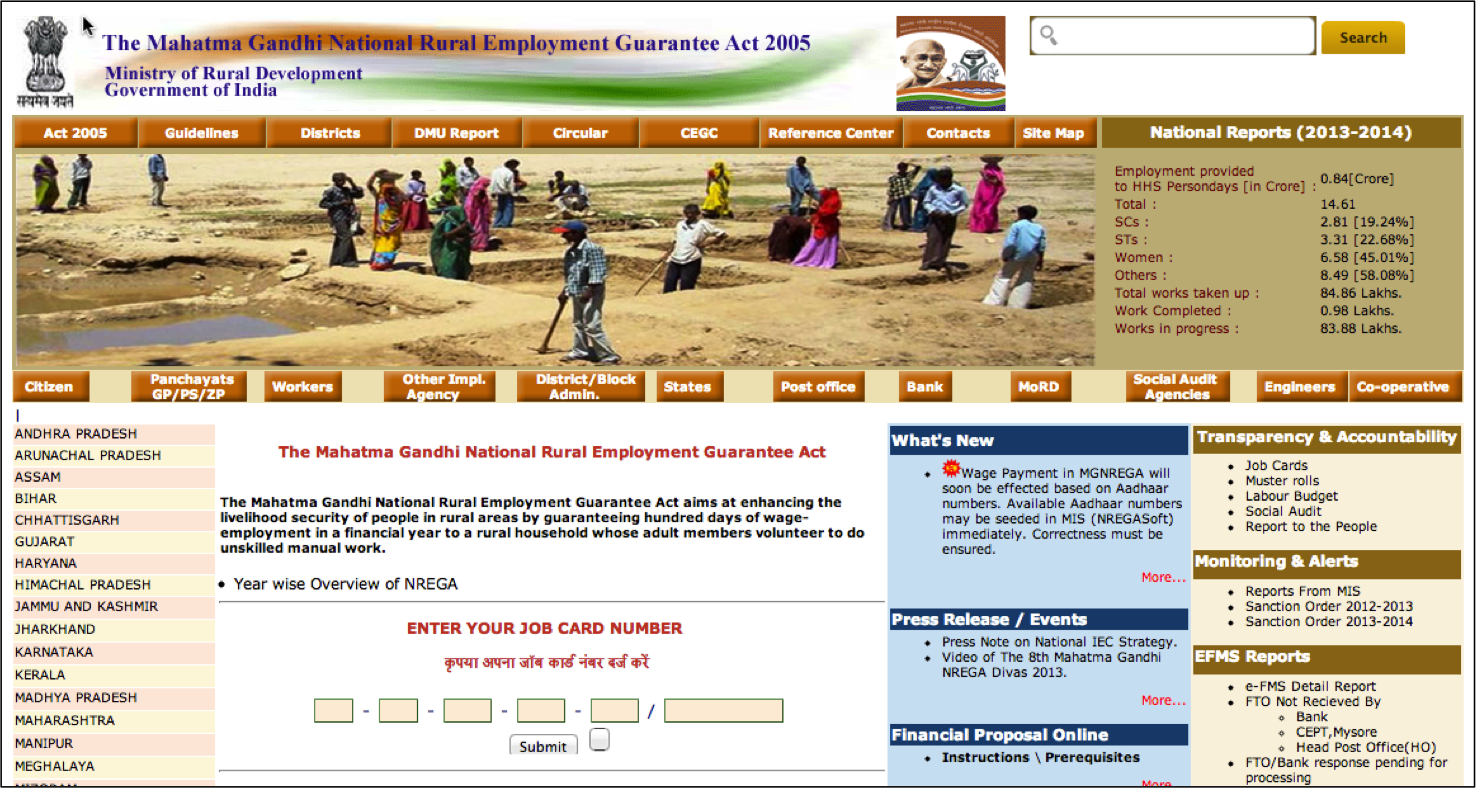 सत्यमेव जयते
The Mahatma Gandhi National Rural Employment Guarantee Act 2005
Ministry of Rural Development
Government of India
Search
Act 2005
Guidelines
Districts
DMU Report
Circular
CEGC
Reference Center
Contacts
Site Map
National Reports (2013-2014)
Employment provided
to HHS Persondays [in Crore] : 0.84[Crore]
Total : 14.61
SCs : 2.81 [19.24%]
STs : 3.31 [22.68%]
Women : 6.58 [45.01%]
Others : 8.49 [58.08%]
Total works taken up : 84.86 Lakhs.
Work Completed : 0.98 Lakhs.
Works in progress : 83.88 Lakhs.
Citizen
Panchayats
GP/PS/ZP
Workers
Other Impl.
Agency
District/Block
Admin.
States
Post office
Bank
MoRD
Social Audit
Agencies
Engineers
Co-operative
|
ANDHRA PRADESH
ARUNACHAL PRADESH
ASSAM
BIHAR
CHHATTISGARH
GUJARAT
HARYANA
HIMACHAL PRADESH
JAMMU AND KASHMIR
JHARKHAND
KARNATAKA
KERALA
MADHYA PRADESH
MAHARASHTRA
MANIPUR
MEGHALAYA
MIZORAM
The Mahatma Gandhi National Rural Employment Guarantee Act
The Mahatma Gandhi National Rural Employment Guarantee Act aims at enhancing the
livelihood security of people in rural areas by guaranteeing hundred days of wage-
employment in a financial year to a rural household whose adult members volunteer to do
unskilled manual work.
• Year wise Overview of NREGA
ENTER YOUR JOB CARD NUMBER
कृपया अपना जॉब कार्ड नंबर दर्ज करें
- - - - /
Submit
What's New
Wage Payment in MGNREGA will
soon be effected based on Aadhaar
numbers. Available Aadhaar numbers
may be seeded in MIS (NREGASoft)
immediately. Correctness must be
ensured.
More...
Press Release / Events
Press Note on National IEC Strategy.
Video of The 8th Mahatma Gandhi
NREGA Divas 2013.
More...
Financial Proposal Online
Instructions \ Prerequisites
More...
Transparency & Accountability
Job Cards
Muster rolls
Labour Budget
Social Audit
Report to the People
Monitoring & Alerts
Reports From MIS
Sanction Order 2012-2013
Sanction Order 2013-2014
EFMS Reports
e-FMS Detail Report
FTO Not Recieved By
Bank
CEPT,Mysore
Head Post Office(HO)
FTO/Bank response pending for
processing